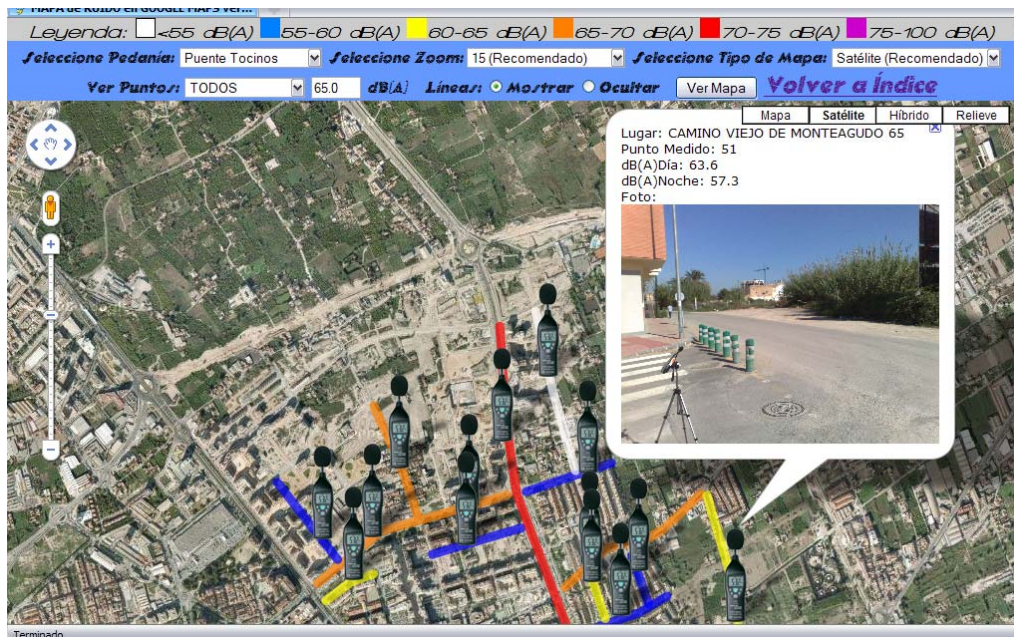 MAPA de RUIDO en GOOGLE MAPS ver...
Leyenda: <55 dB(A) 55-60 dB(A) 60-65 dB(A) 65-70 dB(A) 70-75 dB(A) 75-100 dB(A)
Seleccione Pedanía: Puente Tocinos Seleccione Zoom: 15 (Recomendado) Seleccione Tipo de Mapa: Satélite (Recomendado)
Ver Puntos: TODOS 65.0 dB(A) Líneas: Mostrar Ocultar Ver Mapa Volver a Índice
Mapa Satélite Híbrido Relieve
Lugar: CAMINO VIEJO DE MONTEAGUDO 65
Punto Medido: 51
dB(A)Día: 63.6
dB(A)Noche: 57.3
Foto:
Terminado